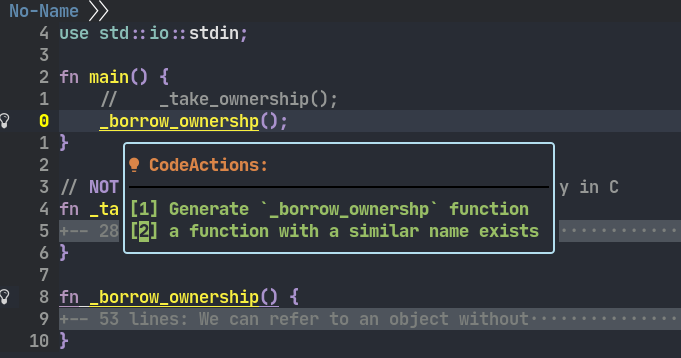 No-Name
4 use std::io::stdin;
3
2 fn main() {
1 // _take_ownership();
0 _borrow_ownershp();
1 }
2
CodeActions:
3 // NOT y in C
[1] Generate `_borrow_ownershp` function
4 fn _ta
[2] a function with a similar name exists
5 +-- 28
6 }
7
8 fn _borrow_ownership() {
9 +-- 53 lines: We can refer to an object without
10 }